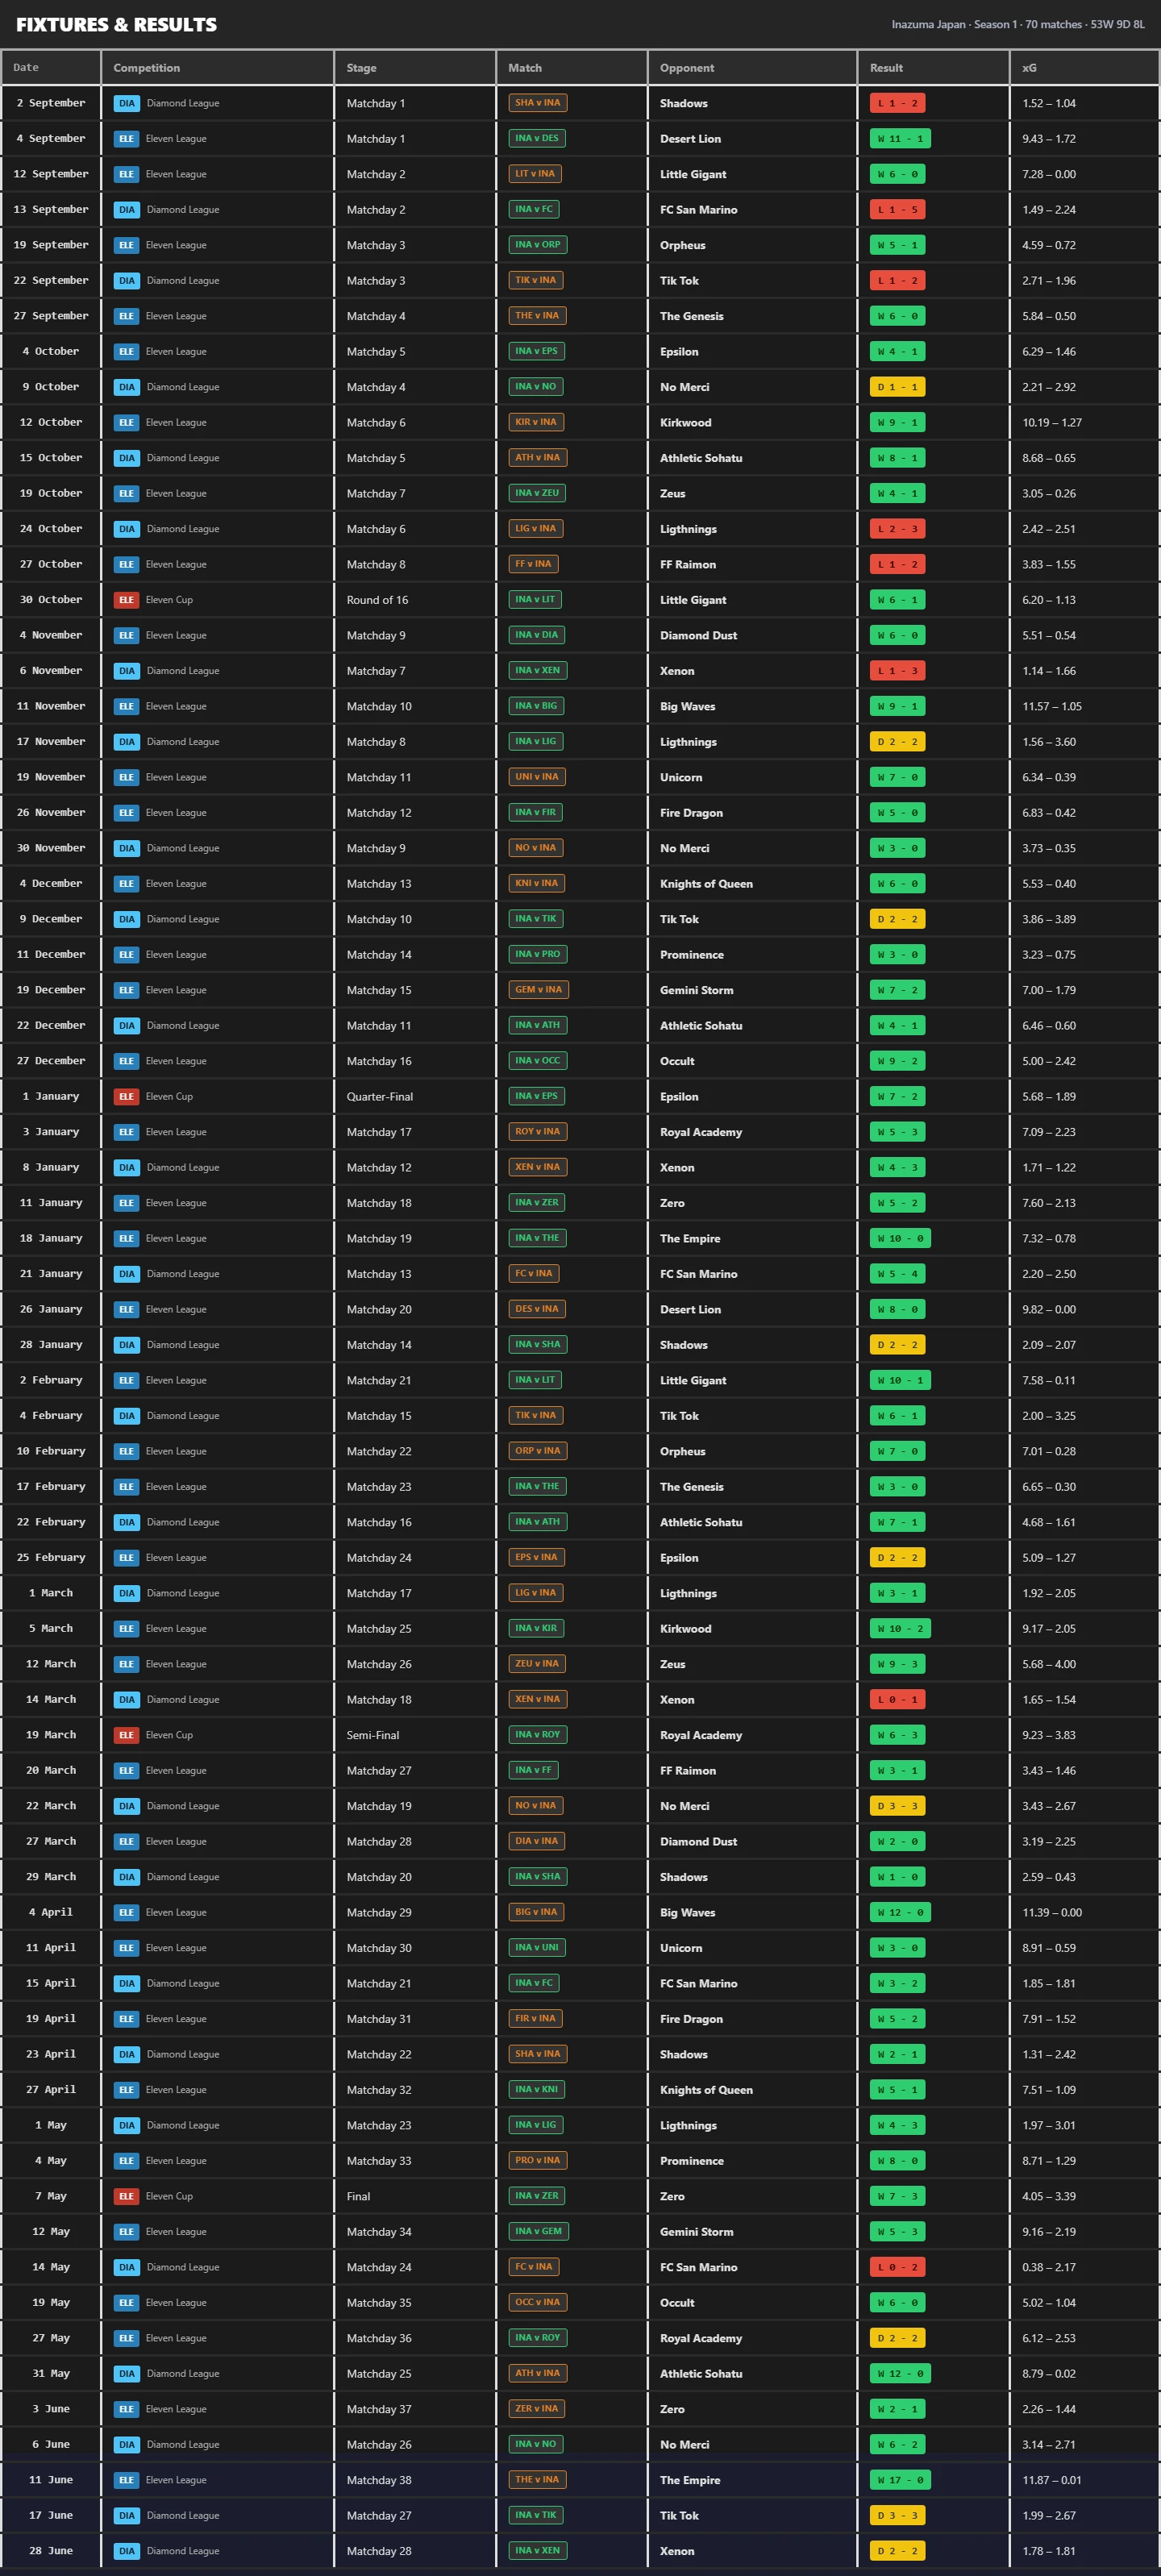 FIXTURES & RESULTS Inazuma Japan · Season 1 · 70 matches · 53W 9D 8L
Date Competition Stage Match Opponent Result xG
2 September DIA Diamond League Matchday 1 SHA v INA Shadows L 1 - 2 1.52 – 1.04
4 September ELE Eleven League Matchday 1 INA v DES Desert Lion W 11 - 1 9.43 – 1.72
12 September ELE Eleven League Matchday 2 LIT v INA Little Gigant W 6 - 0 7.28 – 0.00
13 September DIA Diamond League Matchday 2 INA v FC FC San Marino L 1 - 5 1.49 – 2.24
19 September ELE Eleven League Matchday 3 INA v ORP Orpheus W 5 - 1 4.59 – 0.72
22 September DIA Diamond League Matchday 3 TIK v INA Tik Tok L 1 - 2 2.71 – 1.96
27 September ELE Eleven League Matchday 4 THE v INA The Genesis W 6 - 0 5.84 – 0.50
4 October ELE Eleven League Matchday 5 INA v EPS Epsilon W 4 - 1 6.29 – 1.46
9 October DIA Diamond League Matchday 4 INA v NO No Merci D 1 - 1 2.21 – 2.92
12 October ELE Eleven League Matchday 6 KIR v INA Kirkwood W 9 - 1 10.19 – 1.27
15 October DIA Diamond League Matchday 5 ATH v INA Athletic Sohatu W 8 - 1 8.68 – 0.65
19 October ELE Eleven League Matchday 7 INA v ZEU Zeus W 4 - 1 3.05 – 0.26
24 October DIA Diamond League Matchday 6 LIG v INA Ligthnings L 2 - 3 2.42 – 2.51
27 October ELE Eleven League Matchday 8 FF v INA FF Raimon L 1 - 2 3.83 – 1.55
30 October ELE Eleven Cup Round of 16 INA v LIT Little Gigant W 6 - 1 6.20 – 1.13
4 November ELE Eleven League Matchday 9 INA v DIA Diamond Dust W 6 - 0 5.51 – 0.54
6 November DIA Diamond League Matchday 7 INA v XEN Xenon L 1 - 3 1.14 – 1.66
11 November ELE Eleven League Matchday 10 INA v BIG Big Waves W 9 - 1 11.57 – 1.05
17 November DIA Diamond League Matchday 8 INA v LIG Ligthnings D 2 - 2 1.56 – 3.60
19 November ELE Eleven League Matchday 11 UNI v INA Unicorn W 7 - 0 6.34 – 0.39
26 November ELE Eleven League Matchday 12 INA v FIR Fire Dragon W 5 - 0 6.83 – 0.42
30 November DIA Diamond League Matchday 9 NO v INA No Merci W 3 - 0 3.73 – 0.35
4 December ELE Eleven League Matchday 13 KNI v INA Knights of Queen W 6 - 0 5.53 – 0.40
9 December DIA Diamond League Matchday 10 INA v TIK Tik Tok D 2 - 2 3.86 – 3.89
11 December ELE Eleven League Matchday 14 INA v PRO Prominence W 3 - 0 3.23 – 0.75
19 December ELE Eleven League Matchday 15 GEM v INA Gemini Storm W 7 - 2 7.00 – 1.79
22 December DIA Diamond League Matchday 11 INA v ATH Athletic Sohatu W 4 - 1 6.46 – 0.60
27 December ELE Eleven League Matchday 16 INA v OCC Occult W 9 - 2 5.00 – 2.42
1 January ELE Eleven Cup Quarter-Final INA v EPS Epsilon W 7 - 2 5.68 – 1.89
3 January ELE Eleven League Matchday 17 ROY v INA Royal Academy W 5 - 3 7.09 – 2.23
8 January DIA Diamond League Matchday 12 XEN v INA Xenon W 4 - 3 1.71 – 1.22
11 January ELE Eleven League Matchday 18 INA v ZER Zero W 5 - 2 7.60 – 2.13
18 January ELE Eleven League Matchday 19 INA v THE The Empire W 10 - 0 7.32 – 0.78
21 January DIA Diamond League Matchday 13 FC v INA FC San Marino W 5 - 4 2.20 – 2.50
26 January ELE Eleven League Matchday 20 DES v INA Desert Lion W 8 - 0 9.82 – 0.00
28 January DIA Diamond League Matchday 14 INA v SHA Shadows D 2 - 2 2.09 – 2.07
2 February ELE Eleven League Matchday 21 INA v LIT Little Gigant W 10 - 1 7.58 – 0.11
4 February DIA Diamond League Matchday 15 TIK v INA Tik Tok W 6 - 1 2.00 – 3.25
10 February ELE Eleven League Matchday 22 ORP v INA Orpheus W 7 - 0 7.01 – 0.28
17 February ELE Eleven League Matchday 23 INA v THE The Genesis W 3 - 0 6.65 – 0.30
22 February DIA Diamond League Matchday 16 INA v ATH Athletic Sohatu W 7 - 1 4.68 – 1.61
25 February ELE Eleven League Matchday 24 EPS v INA Epsilon D 2 - 2 5.09 – 1.27
1 March DIA Diamond League Matchday 17 LIG v INA Ligthnings W 3 - 1 1.92 – 2.05
5 March ELE Eleven League Matchday 25 INA v KIR Kirkwood W 10 - 2 9.17 – 2.05
12 March ELE Eleven League Matchday 26 ZEU v INA Zeus W 9 - 3 5.68 – 4.00
14 March DIA Diamond League Matchday 18 XEN v INA Xenon L 0 - 1 1.65 – 1.54
19 March ELE Eleven Cup Semi-Final INA v ROY Royal Academy W 6 - 3 9.23 – 3.83
20 March ELE Eleven League Matchday 27 INA v FF FF Raimon W 3 - 1 3.43 – 1.46
22 March DIA Diamond League Matchday 19 NO v INA No Merci D 3 - 3 3.43 – 2.67
27 March ELE Eleven League Matchday 28 DIA v INA Diamond Dust W 2 - 0 3.19 – 2.25
29 March DIA Diamond League Matchday 20 INA v SHA Shadows W 1 - 0 2.59 – 0.43
4 April ELE Eleven League Matchday 29 BIG v INA Big Waves W 12 - 0 11.39 – 0.00
11 April ELE Eleven League Matchday 30 INA v UNI Unicorn W 3 - 0 8.91 – 0.59
15 April DIA Diamond League Matchday 21 INA v FC FC San Marino W 3 - 2 1.85 – 1.81
19 April ELE Eleven League Matchday 31 FIR v INA Fire Dragon W 5 - 2 7.91 – 1.52
23 April DIA Diamond League Matchday 22 SHA v INA Shadows W 2 - 1 1.31 – 2.42
27 April ELE Eleven League Matchday 32 INA v KNI Knights of Queen W 5 - 1 7.51 – 1.09
1 May DIA Diamond League Matchday 23 INA v LIG Ligthnings W 4 - 3 1.97 – 3.01
4 May ELE Eleven League Matchday 33 PRO v INA Prominence W 8 - 0 8.71 – 1.29
7 May ELE Eleven Cup Final INA v ZER Zero W 7 - 3 4.05 – 3.39
12 May ELE Eleven League Matchday 34 INA v GEM Gemini Storm W 5 - 3 9.16 – 2.19
14 May DIA Diamond League Matchday 24 FC v INA FC San Marino L 0 - 2 0.38 – 2.17
19 May ELE Eleven League Matchday 35 OCC v INA Occult W 6 - 0 5.02 – 1.04
27 May ELE Eleven League Matchday 36 INA v ROY Royal Academy D 2 - 2 6.12 – 2.53
31 May DIA Diamond League Matchday 25 ATH v INA Athletic Sohatu W 12 - 0 8.79 – 0.02
3 June ELE Eleven League Matchday 37 ZER v INA Zero W 2 - 1 2.26 – 1.44
6 June DIA Diamond League Matchday 26 INA v NO No Merci W 6 - 2 3.14 – 2.71
11 June ELE Eleven League Matchday 38 THE v INA The Empire W 17 - 0 11.87 – 0.01
17 June DIA Diamond League Matchday 27 INA v TIK Tik Tok D 3 - 3 1.99 – 2.67
28 June DIA Diamond League Matchday 28 INA v XEN Xenon D 2 - 2 1.78 – 1.81